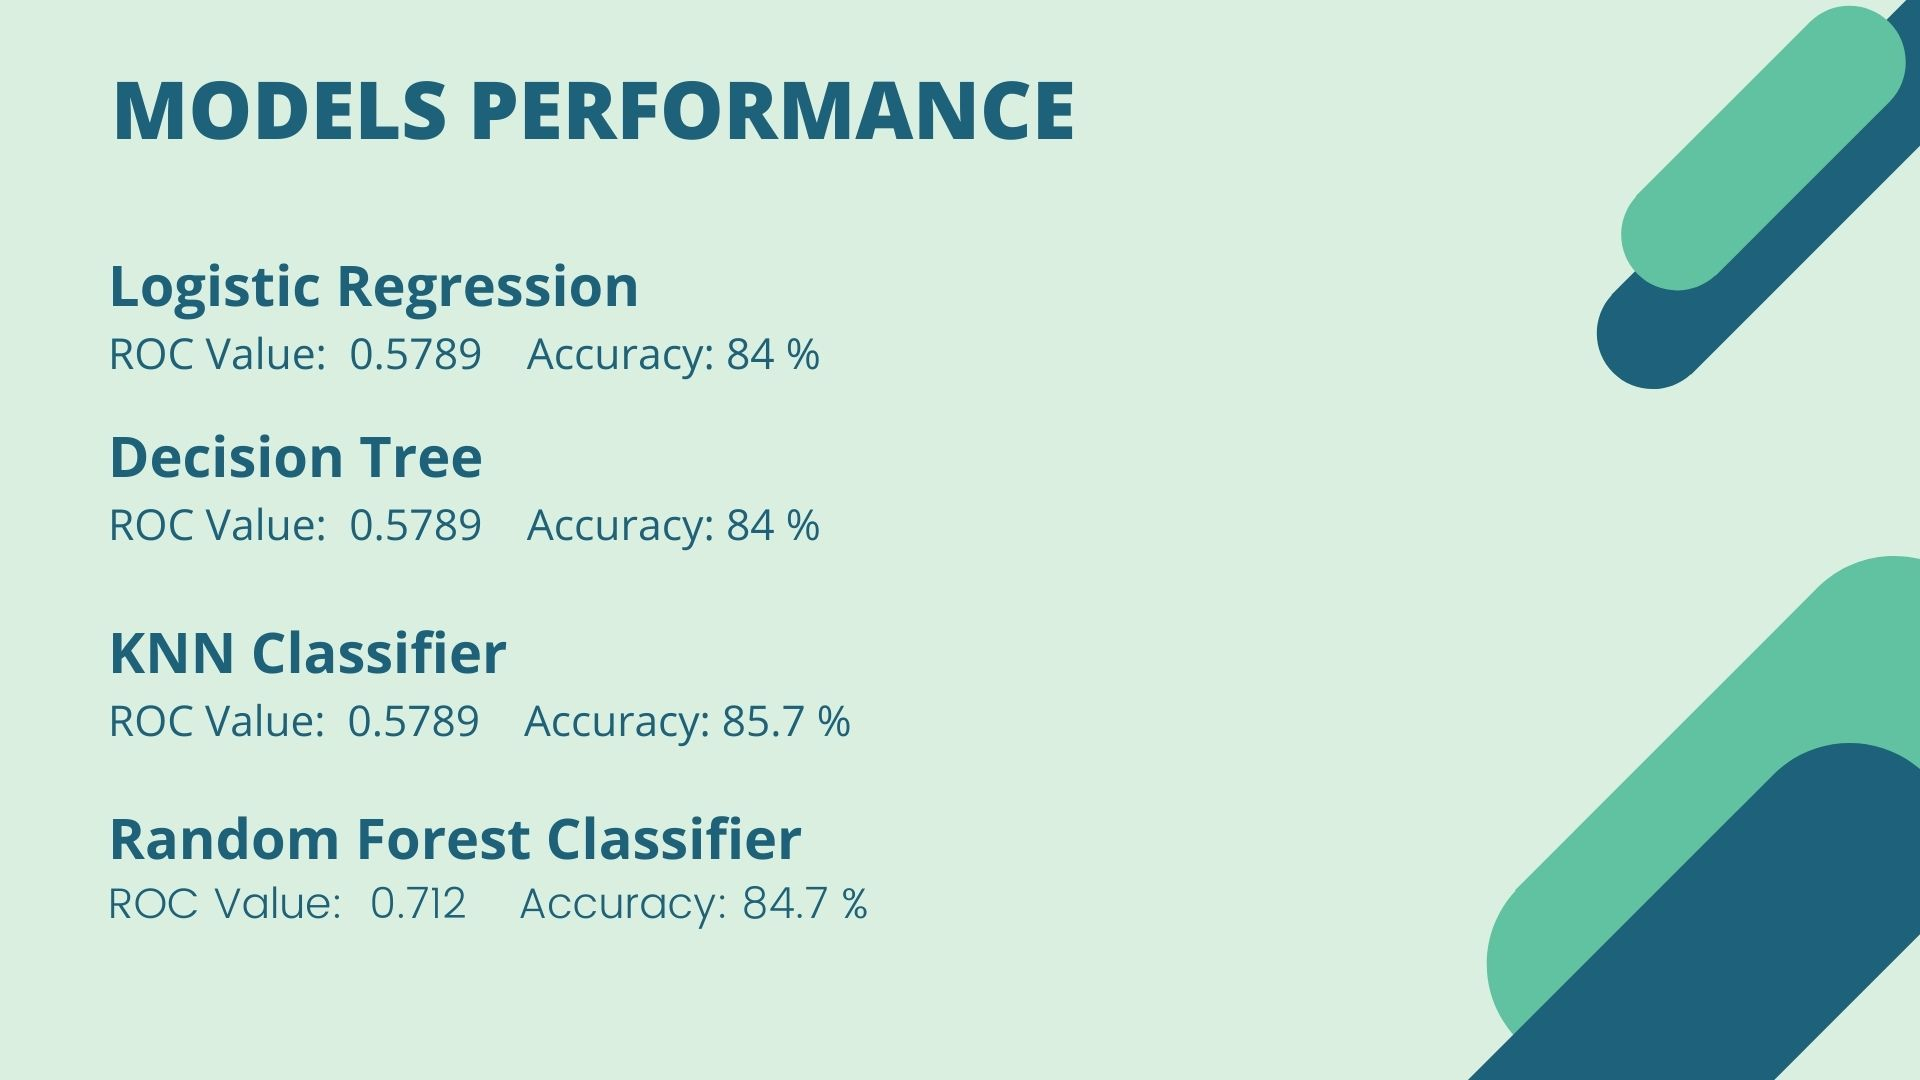 MODELS PERFORMANCE
Logistic Regression
ROC Value: 0.5789 Accuracy: 84 %
Decision Tree
ROC Value: 0.5789 Accuracy: 84 %
KNN Classifier
ROC Value: 0.5789 Accuracy: 85.7 %
Random Forest Classifier
ROC Value: 0.712 Accuracy: 84.7 %